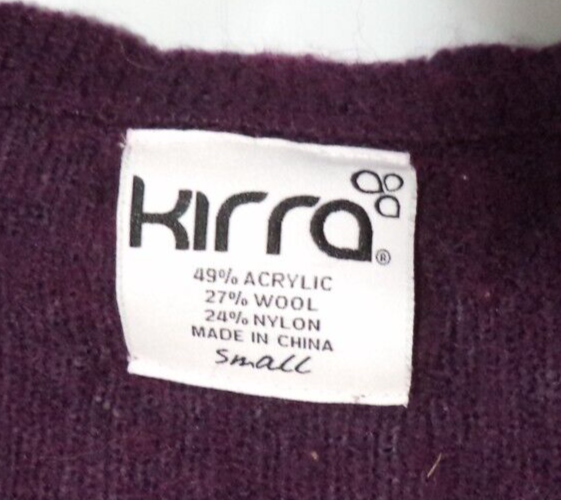 kirra®
49% ACRYLIC
27% WOOL
24% NYLON
MADE IN CHINA
small